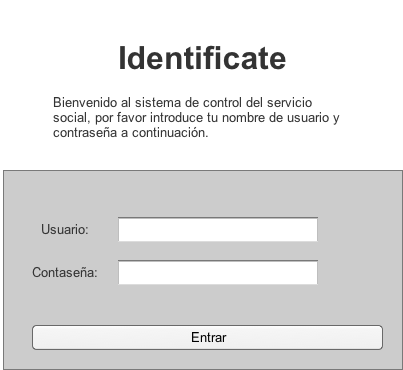 Identificate
Bienvenido al sistema de control del servicio
social, por favor introduce tu nombre de usuario y
contraseña a continuación.
Usuario:
Contaseña:
Entrar